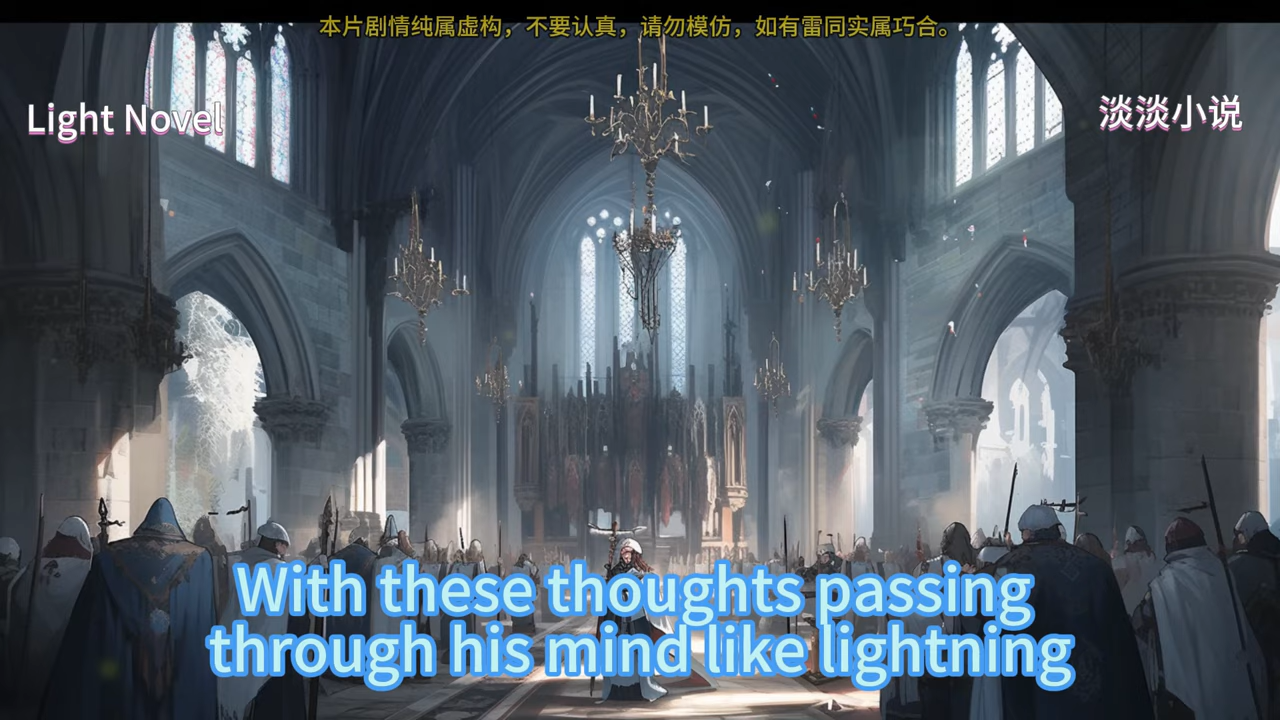 本片剧情纯属虚构，不要认真，请勿模仿，如有雷同实属巧合。
Light Novel
淡淡小说
With these thoughts passing
through his mind like lightning